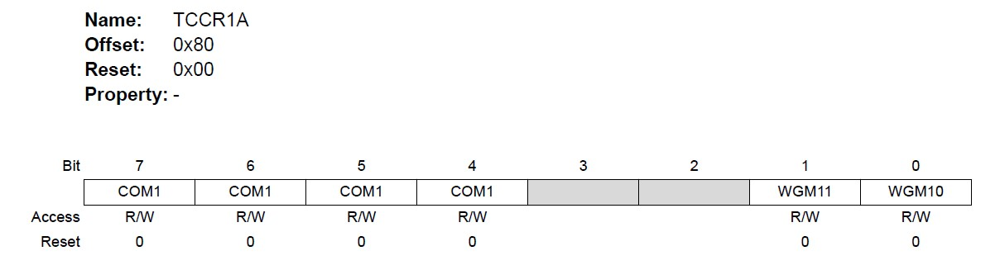 Name: TCCR1A
Offset: 0x80
Reset: 0x00
Property: -
Bit 7 6 5 4 3 2 1 0
COM1 COM1 COM1 COM1 WGM11 WGM10
Access R/W R/W R/W R/W R/W R/W
Reset 0 0 0 0 0 0